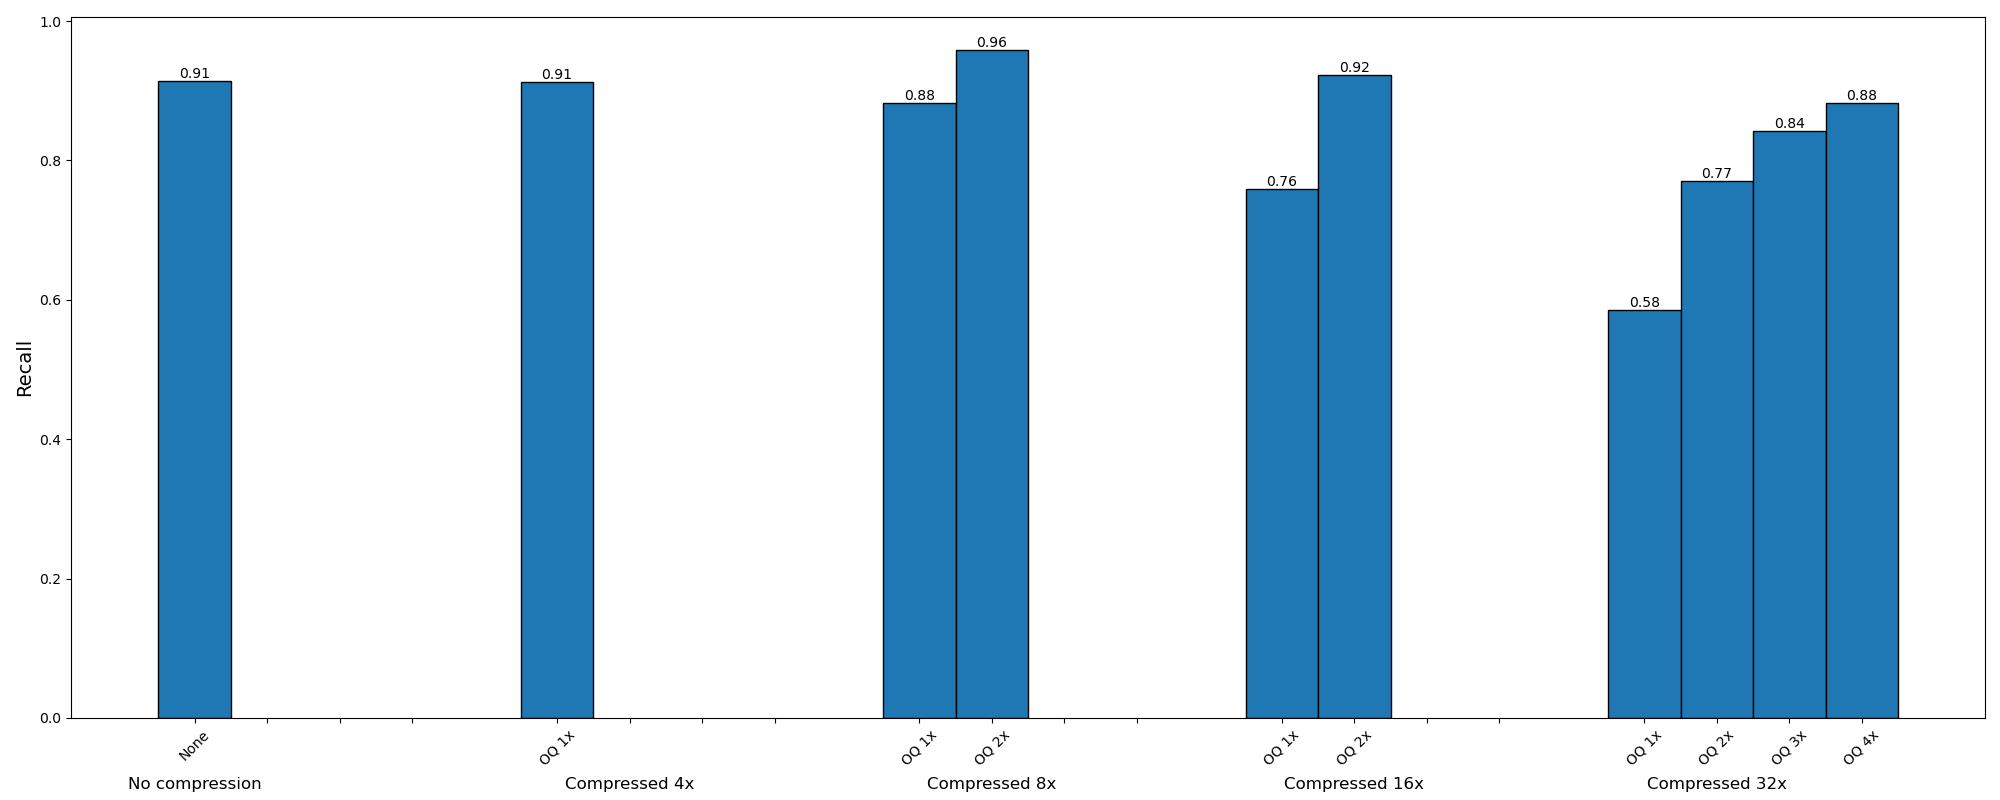 Recall
1.0
0.8
0.6
0.4
0.2
0.0
0.91
0.91
0.88
0.96
0.76
0.92
0.58
0.77
0.84
0.88
None
OQ 1x
OQ 1x
OQ 2x
OQ 1x
OQ 2x
OQ 1x
OQ 2x
OQ 3x
OQ 4x
No compression
Compressed 4x
Compressed 8x
Compressed 16x
Compressed 32x